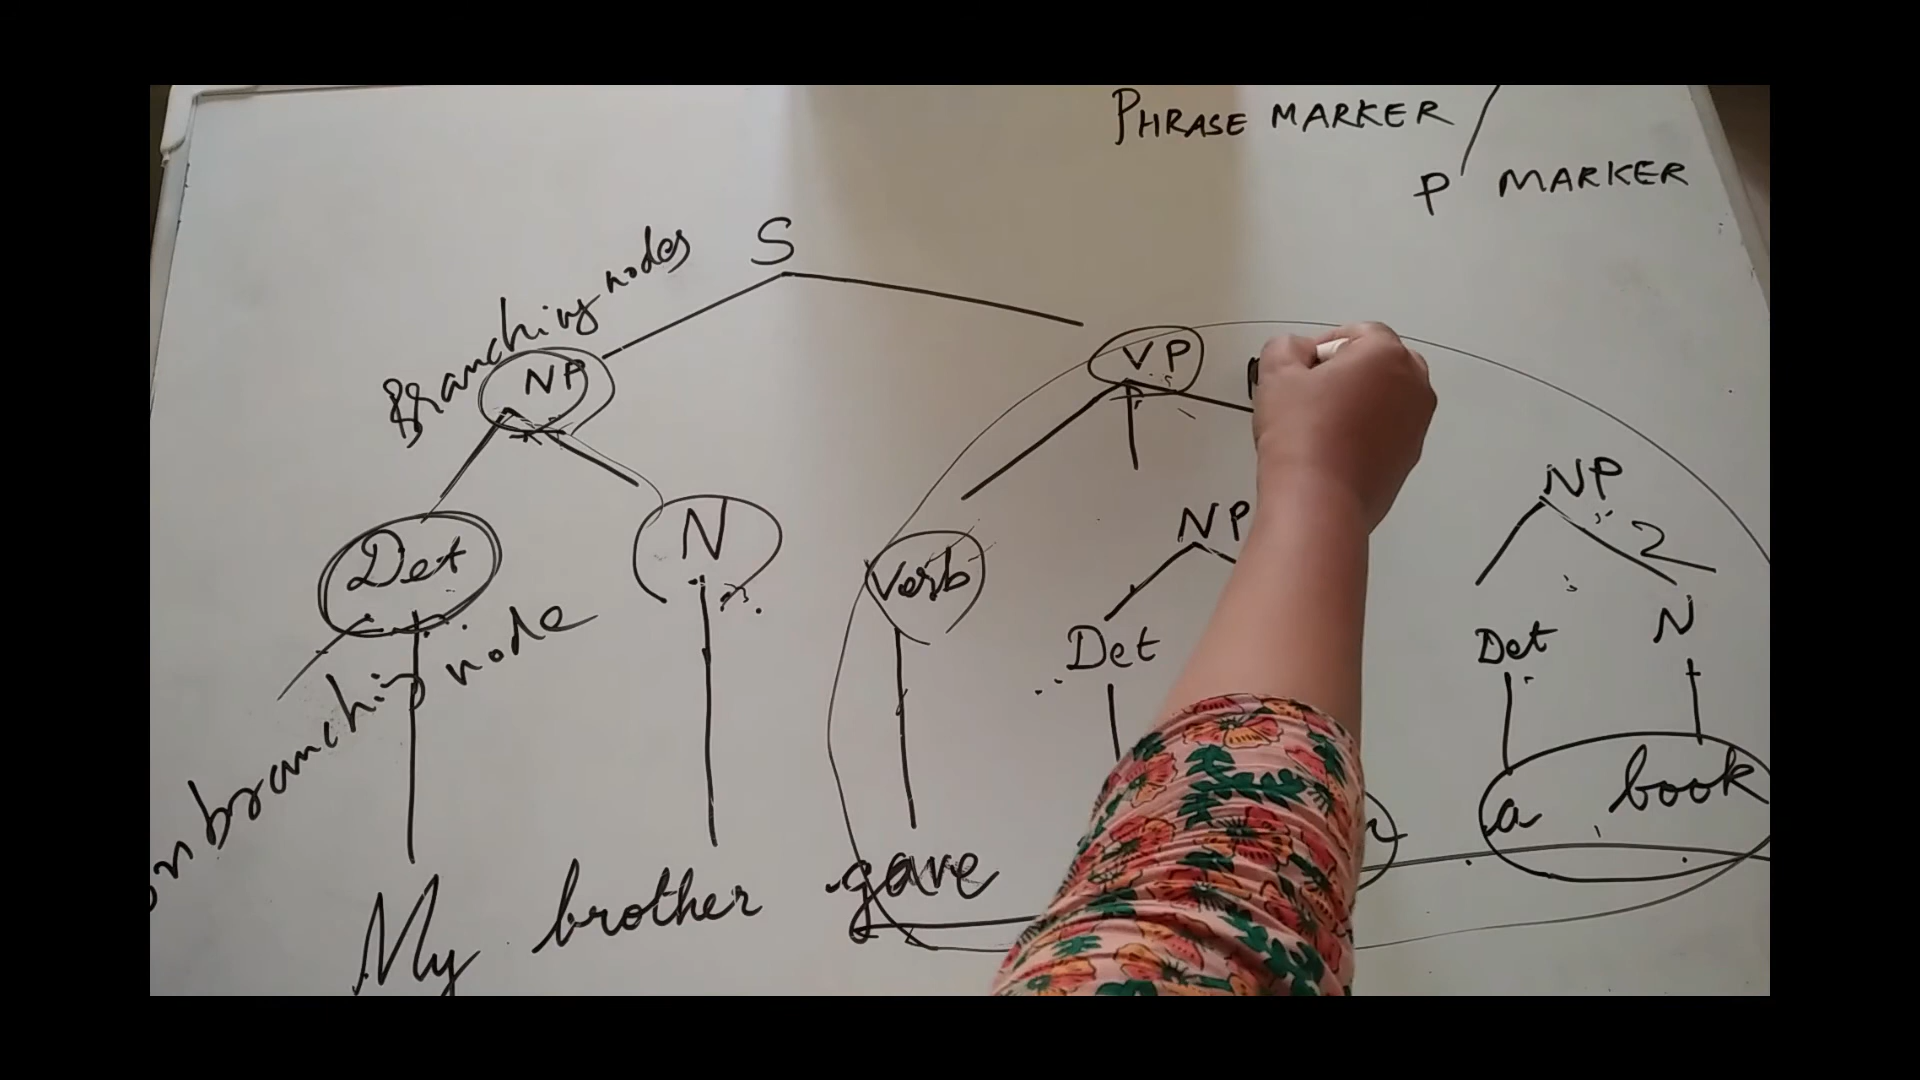 PHRASE MARKER /
P MARKER
S
Branching nodes
NP
VP
Det
N
Verb
NP
NP
2
Det
Det
N
branching node
a book
My brother gave